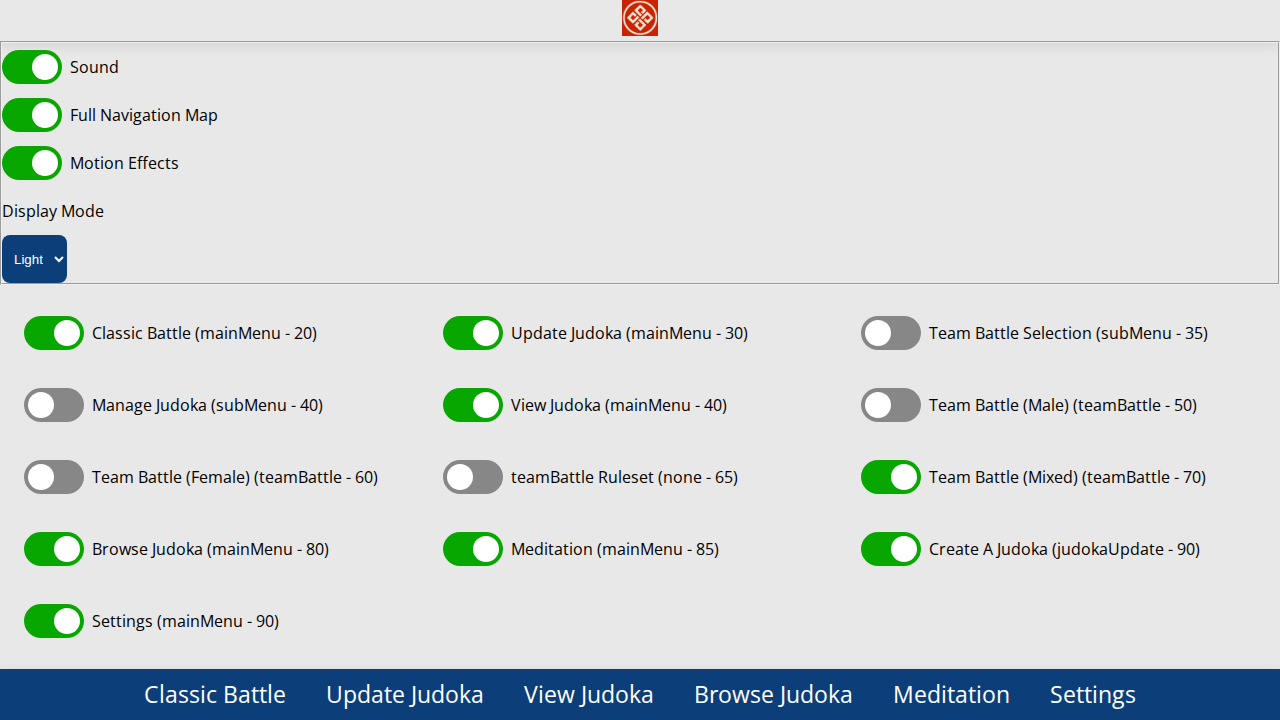 Sound
Full Navigation Map
Motion Effects
Display Mode
Light
Classic Battle (mainMenu - 20)
Update Judoka (mainMenu - 30)
Team Battle Selection (subMenu - 35)
Manage Judoka (subMenu - 40)
View Judoka (mainMenu - 40)
Team Battle (Male) (teamBattle - 50)
Team Battle (Female) (teamBattle - 60)
teamBattle Ruleset (none - 65)
Team Battle (Mixed) (teamBattle - 70)
Browse Judoka (mainMenu - 80)
Meditation (mainMenu - 85)
Create A Judoka (judokaUpdate - 90)
Settings (mainMenu - 90)
Classic Battle Update Judoka View Judoka Browse Judoka Meditation Settings